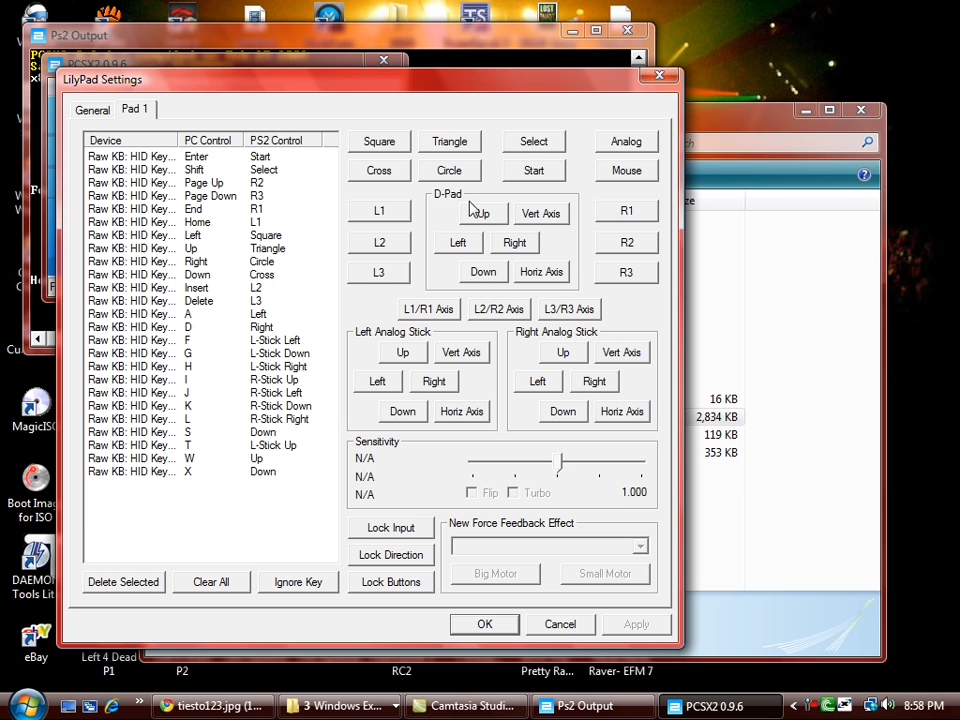 Ps2 Output
PCSX2 0.9.6
LilyPad Settings
General
Pad 1
Device PC Control PS2 Control
Raw KB: HID Key... Enter Start
Raw KB: HID Key... Shift Select
Raw KB: HID Key... Page Up R2
Raw KB: HID Key... Page Down R3
Raw KB: HID Key... End R1
Raw KB: HID Key... Home L1
Raw KB: HID Key... Left Square
Raw KB: HID Key... Up Triangle
Raw KB: HID Key... Right Circle
Raw KB: HID Key... Down Cross
Raw KB: HID Key... Insert L2
Raw KB: HID Key... Delete L3
Raw KB: HID Key... A Left
Raw KB: HID Key... D Right
Raw KB: HID Key... F L-Stick Left
Raw KB: HID Key... G L-Stick Down
Raw KB: HID Key... H L-Stick Right
Raw KB: HID Key... I R-Stick Up
Raw KB: HID Key... J R-Stick Left
Raw KB: HID Key... K R-Stick Down
Raw KB: HID Key... L R-Stick Right
Raw KB: HID Key... S Down
Raw KB: HID Key... T L-Stick Up
Raw KB: HID Key... W Up
Raw KB: HID Key... X Down
Delete Selected Clear All Ignore Key
Square Triangle Select Analog
Cross Circle Start Mouse
D-Pad
L1 Up Vert Axis R1
L2 Left Right R2
L3 Down Horiz Axis R3
L1/R1 Axis L2/R2 Axis L3/R3 Axis
Left Analog Stick
Up Vert Axis
Left Right
Down Horiz Axis
Right Analog Stick
Up Vert Axis
Left Right
Down Horiz Axis
Sensitivity
N/A
N/A
N/A
Flip Turbo 1.000
Lock Input
Lock Direction
Lock Buttons
New Force Feedback Effect
Big Motor Small Motor
OK Cancel Apply
16 KB
2,834 KB
119 KB
353 KB
MagicISO
Boot Imag
for ISO
DAEMON
Tools Lite
eBay
Left 4 Dead
P1
P2
RC2
Pretty Ra...
Raver- EFM 7
tiesto123.jpg (1...
3 Windows Ex...
Camtasia Studi...
Ps2 Output
PCSX2 0.9.6
8:58 PM